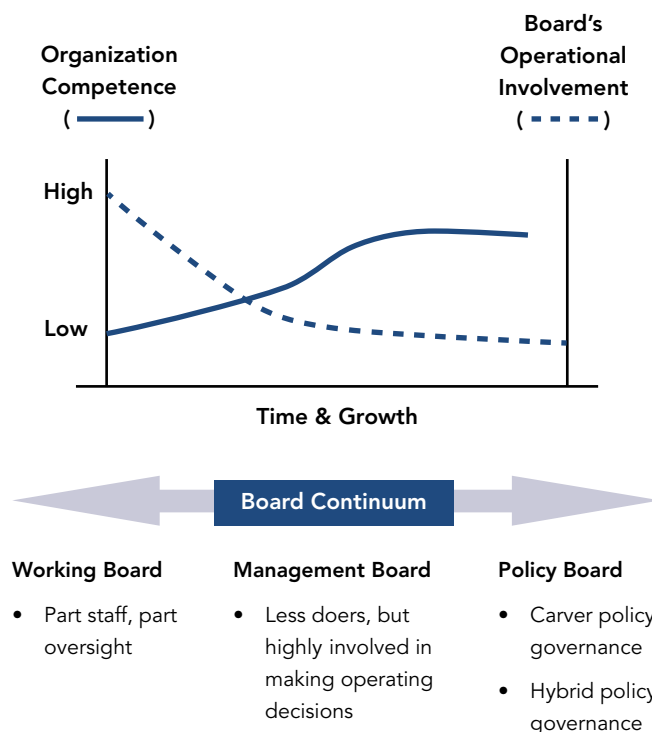 Organization
Competence
( )
Board's
Operational
Involvement
( )
High
Low
Time & Growth
Board Continuum
Working Board
• Part staff, part
oversight
Management Board
• Less doers, but
highly involved in
making operating
decisions
Policy Board
• Carver policy
governance
• Hybrid policy
governance